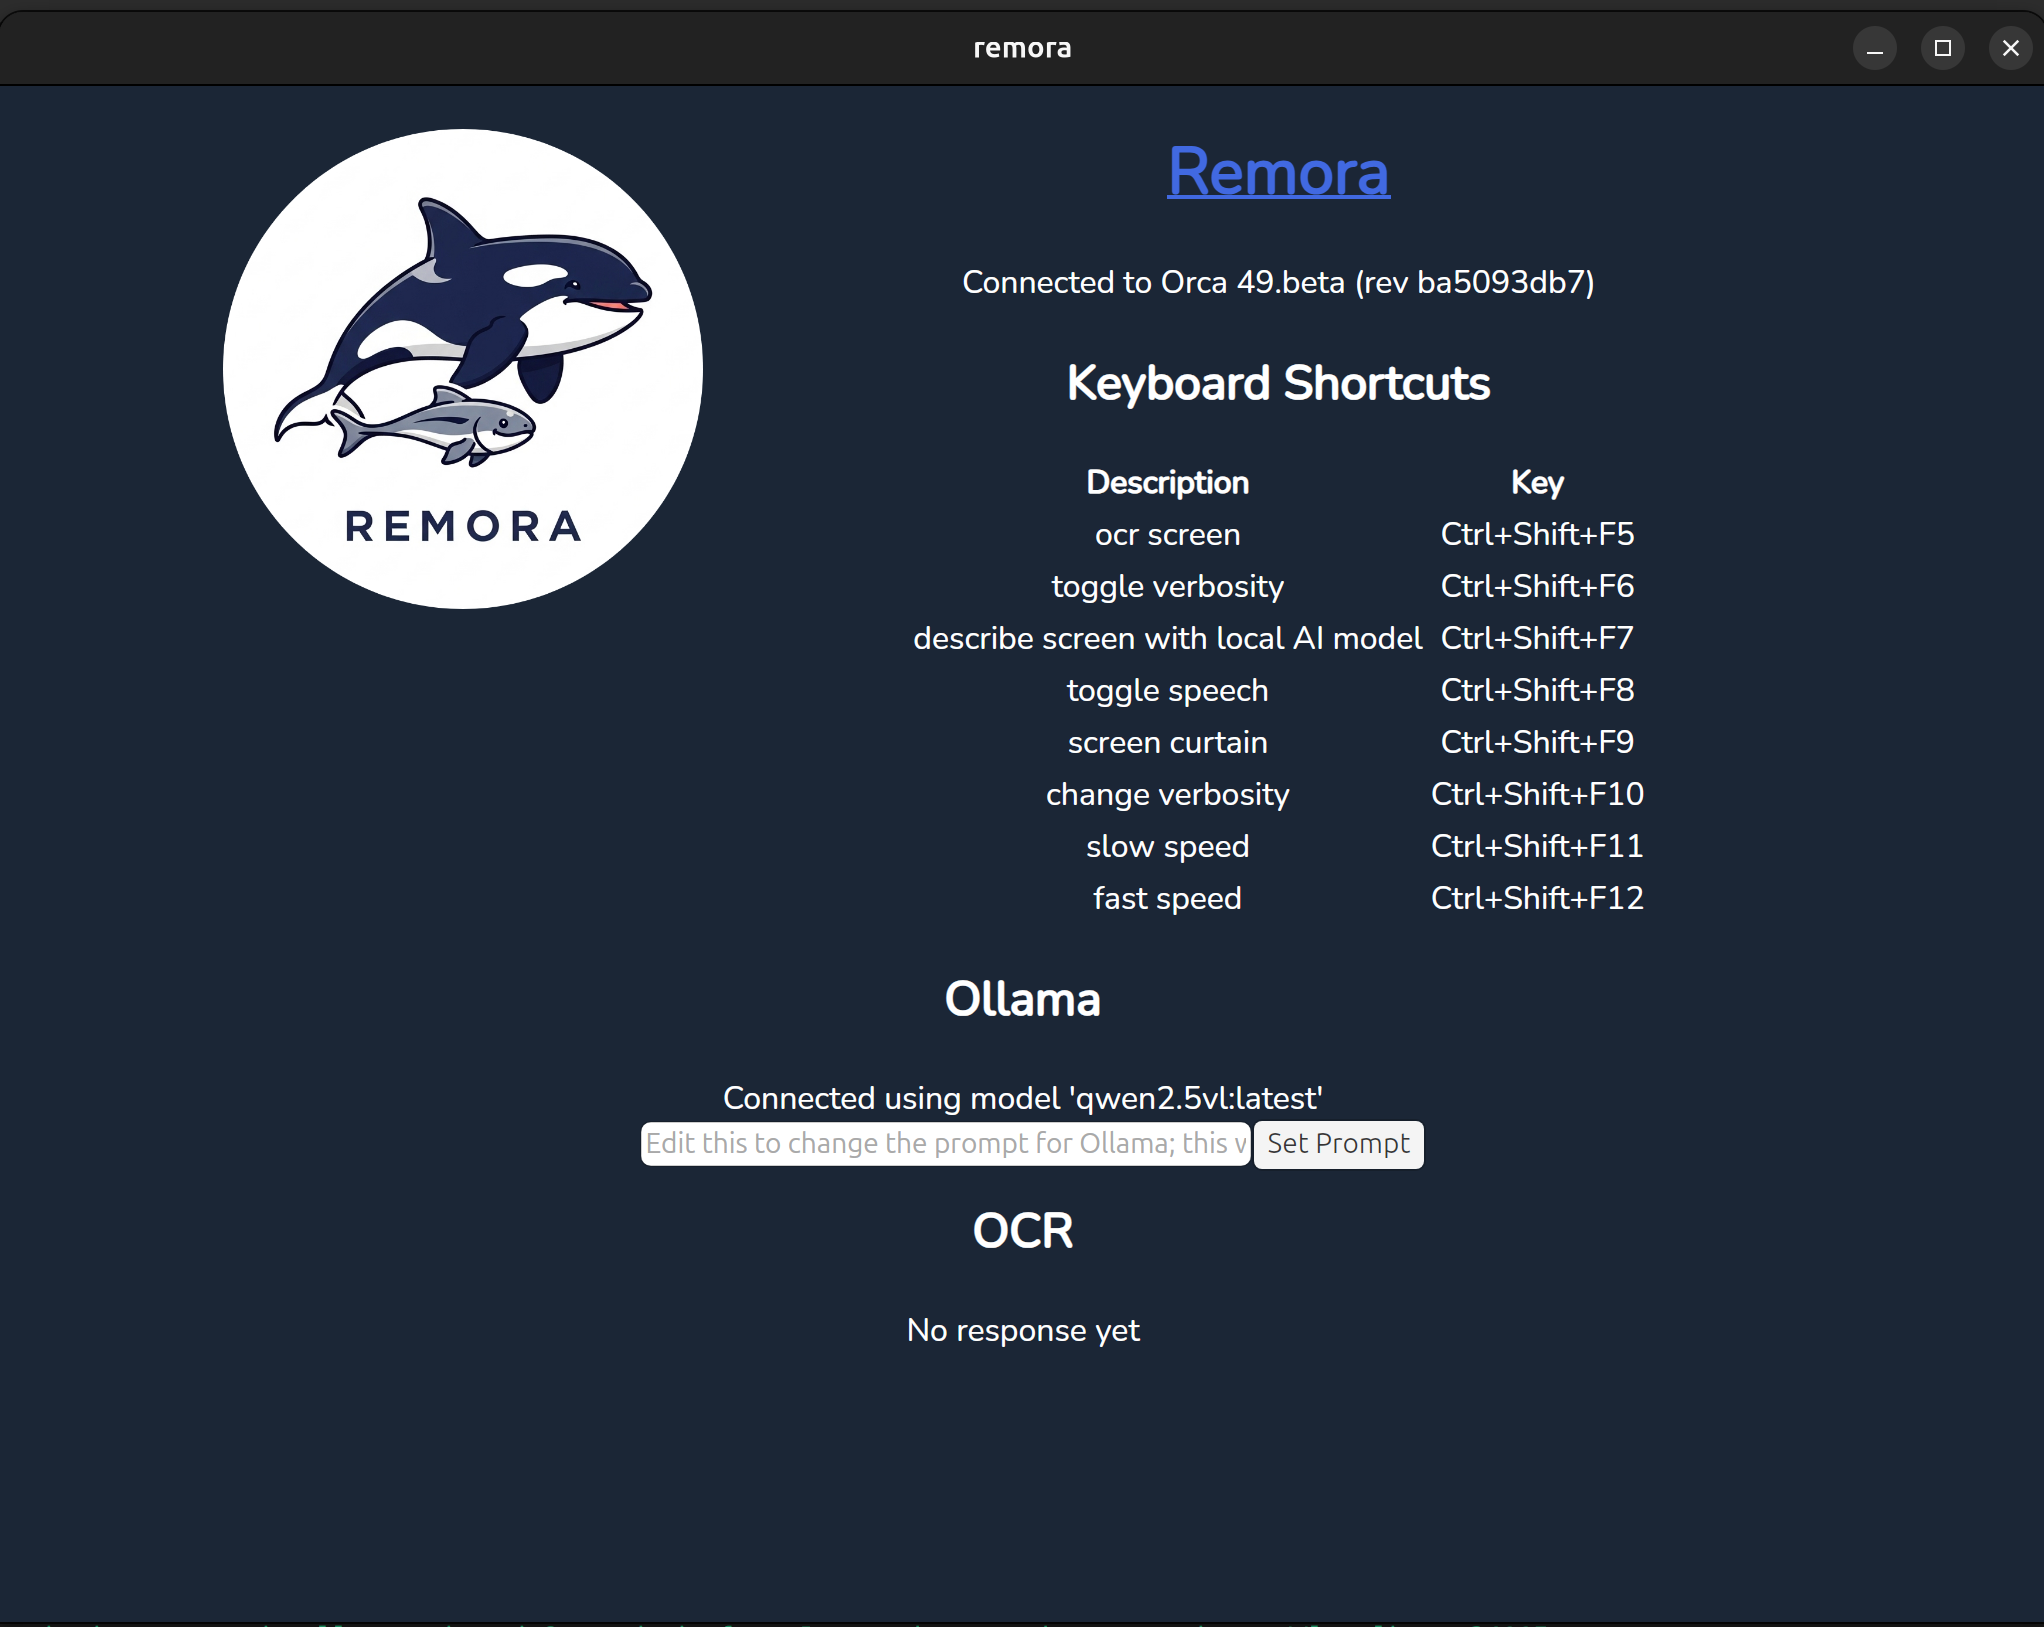 remora
REMORA
Remora
Connected to Orca 49.beta (rev ba5093db7)
Keyboard Shortcuts
Description Key
ocr screen Ctrl+Shift+F5
toggle verbosity Ctrl+Shift+F6
describe screen with local AI model Ctrl+Shift+F7
toggle speech Ctrl+Shift+F8
screen curtain Ctrl+Shift+F9
change verbosity Ctrl+Shift+F10
slow speed Ctrl+Shift+F11
fast speed Ctrl+Shift+F12
Ollama
Connected using model 'qwen2.5vl:latest'
Edit this to change the prompt for Ollama; this Set Prompt
OCR
No response yet